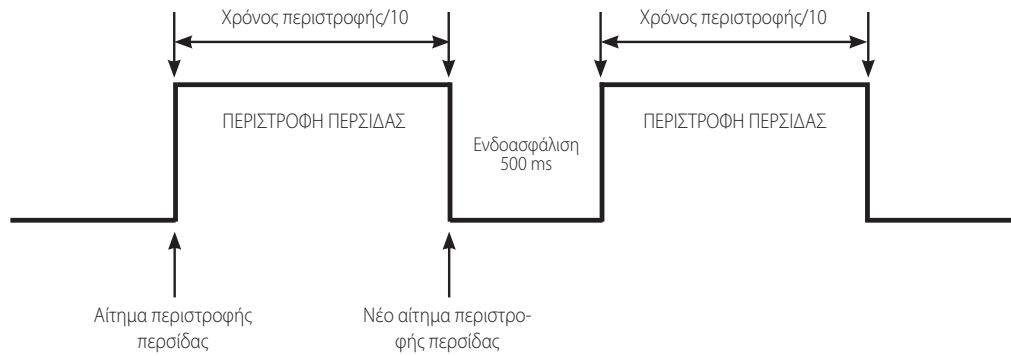 Χρόνος περιστροφής/10
Χρόνος περιστροφής/10
ΠΕΡΙΣΤΡΟΦΗ ΠΕΡΣΙΔΑΣ
Ενδοασφάλιση
500 ms
ΠΕΡΙΣΤΡΟΦΗ ΠΕΡΣΙΔΑΣ
Αίτημα περιστροφής
περσίδας
Νέο αίτημα περιστρο-
φής περσίδας